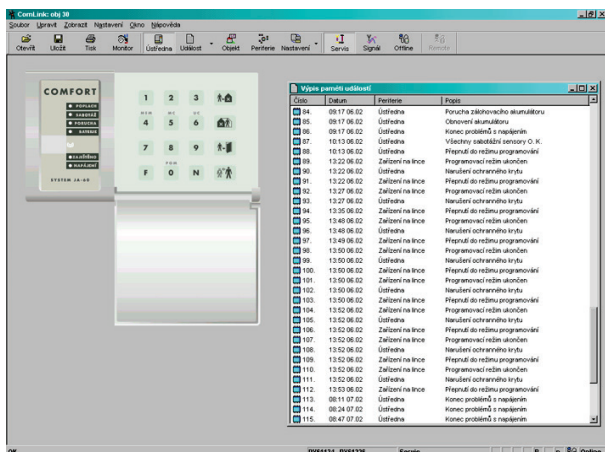 ComLink: obj 30
Soubor Upravit Zobrazit Nastavení Okno Nápověda
Otevřít Uložit Tisk Monitor Ústředna Událost Objekt Periferie Nastavení Servis Signál Offline Remote
COMFORT
POPLACH
SABOTÁŽ
PORUCHA
BATERIE
NAPÁJENÍ
SYSTEM JA-60
1 2 3
4 5 6
7 8 9
PGM
F 0 N
Výpis paměti událostí
Číslo Datum Periferie Popis
84. 09:17 06.02 Ústředna Porucha zálohovacího akumulátoru
85. 09:17 06.02 Ústředna Obnovení akumulátoru
86. 09:17 06.02 Ústředna Konec problémů s napájením
87. 10:13 06.02 Ústředna Všechny sabotážní senzory O. K.
88. 10:13 06.02 Ústředna Přepnutí do režimu programování
89. 13:22 06.02 Zařízení na lince Programovací režim ukončen
90. 13:22 06.02 Ústředna Narušení ochranného krytu
91. 13:22 06.02 Zařízení na lince Přepnutí do režimu programování
92. 13:27 06.02 Zařízení na lince Programovací režim ukončen
93. 13:27 06.02 Ústředna Narušení ochranného krytu
94. 13:35 06.02 Zařízení na lince Přepnutí do režimu programování
95. 13:48 06.02 Zařízení na lince Programovací režim ukončen
96. 13:48 06.02 Ústředna Narušení ochranného krytu
97. 13:49 06.02 Zařízení na lince Přepnutí do režimu programování
98. 13:50 06.02 Zařízení na lince Programovací režim ukončen
99. 13:50 06.02 Ústředna Narušení ochranného krytu
100. 13:50 06.02 Zařízení na lince Přepnutí do režimu programování
101. 13:50 06.02 Zařízení na lince Programovací režim ukončen
102. 13:50 06.02 Ústředna Narušení ochranného krytu
103. 13:50 06.02 Zařízení na lince Přepnutí do režimu programování
104. 13:52 06.02 Zařízení na lince Programovací režim ukončen
105. 13:52 06.02 Ústředna Narušení ochranného krytu
106. 13:52 06.02 Zařízení na lince Přepnutí do režimu programování
107. 13:52 06.02 Zařízení na lince Programovací režim ukončen
108. 13:52 06.02 Ústředna Narušení ochranného krytu
109. 13:52 06.02 Zařízení na lince Přepnutí do režimu programování
110. 13:52 06.02 Zařízení na lince Programovací režim ukončen
111. 13:52 06.02 Ústředna Narušení ochranného krytu
112. 13:53 06.02 Zařízení na lince Přepnutí do režimu programování
113. 08:11 07.02 Ústředna Konec problémů s napájením
114. 08:24 07.02 Ústředna Konec problémů s napájením
115. 08:47 07.02 Ústředna Konec problémů s napájením
OK Servis Online